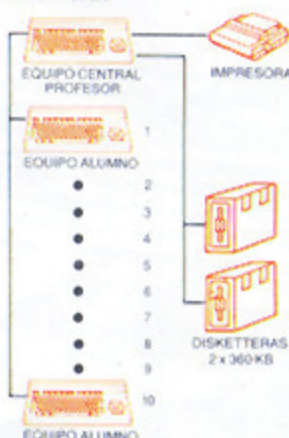 EQUIPO CENTRAL
PROFESOR
IMPRESORA
1
EQUIPO ALUMNO
2
3
4
5
6
7
8
9
DISKETTERAS
2 x 360-KB
10
EQUIPO ALUMNO